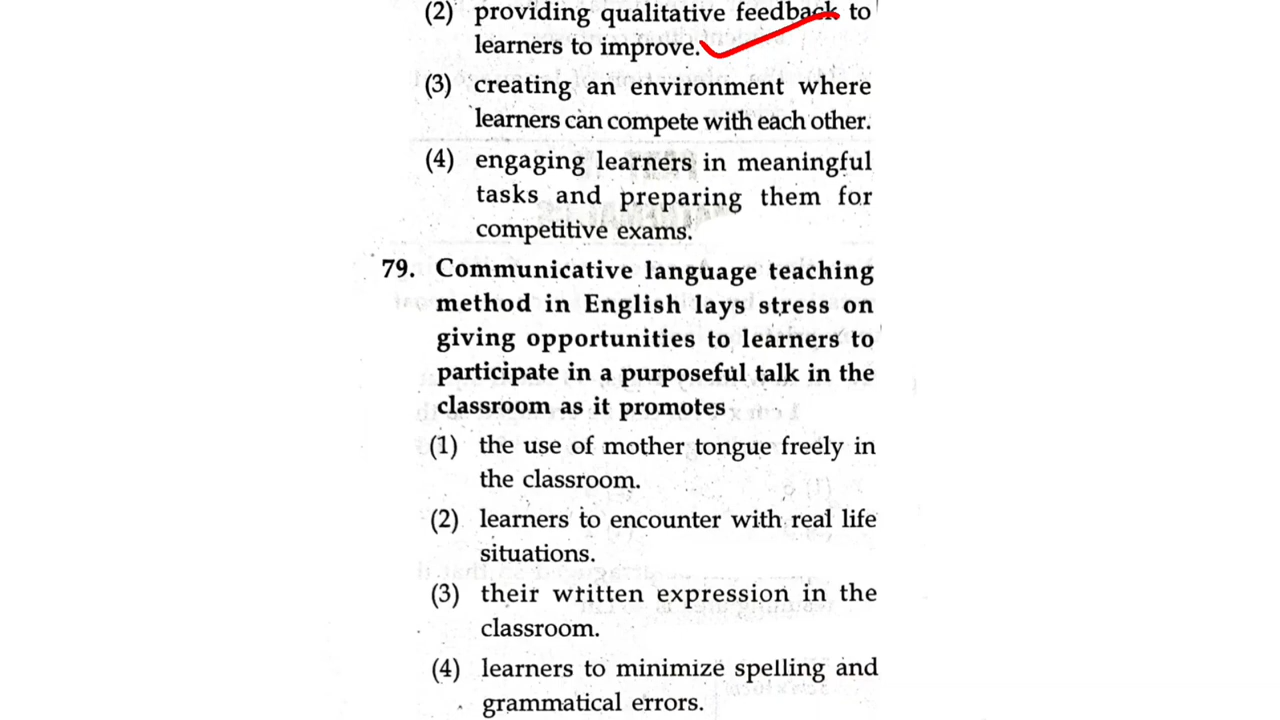 (2) providing qualitative feedback to
learners to improve.
(3) creating an environment where
learners can compete with each other.
(4) engaging learners in meaningful
tasks and preparing them for
competitive exams.
79. Communicative language teaching
method in English lays stress on
giving opportunities to learners to
participate in a purposeful talk in the
classroom as it promotes
(1) the use of mother tongue freely in
the classroom.
(2) learners to encounter with real life
situations.
(3) their written expression in the
classroom.
(4) learners to minimize spelling and
grammatical errors.